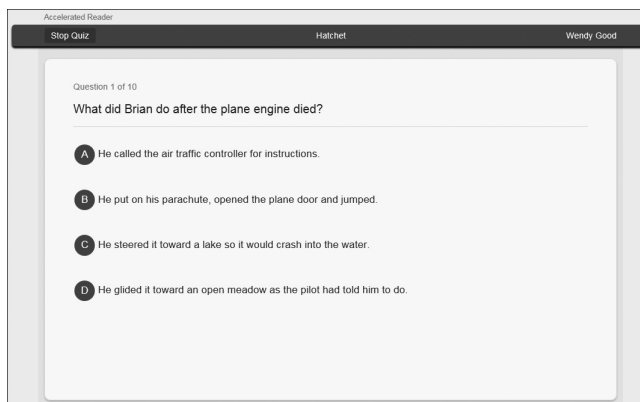 Accelerated Reader
Stop Quiz Hatchet Wendy Good
Question 1 of 10
What did Brian do after the plane engine died?
A He called the air traffic controller for instructions.
B He put on his parachute, opened the plane door and jumped.
C He steered it toward a lake so it would crash into the water.
D He glided it toward an open meadow as the pilot had told him to do.